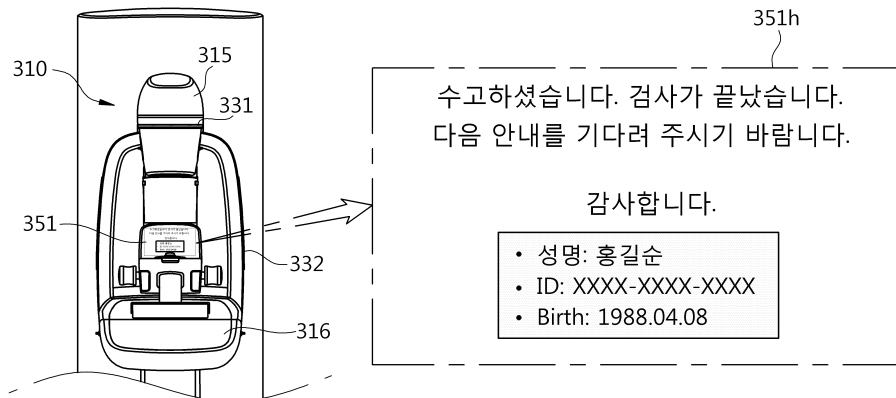 351h
310
315
331
수고하셨습니다. 검사가 끝났습니다.
다음 안내를 기다려 주시기 바랍니다.
감사합니다.
351
332
316
• 성명: 홍길순
• ID: XXXX-XXXX-XXXX
• Birth: 1988.04.08